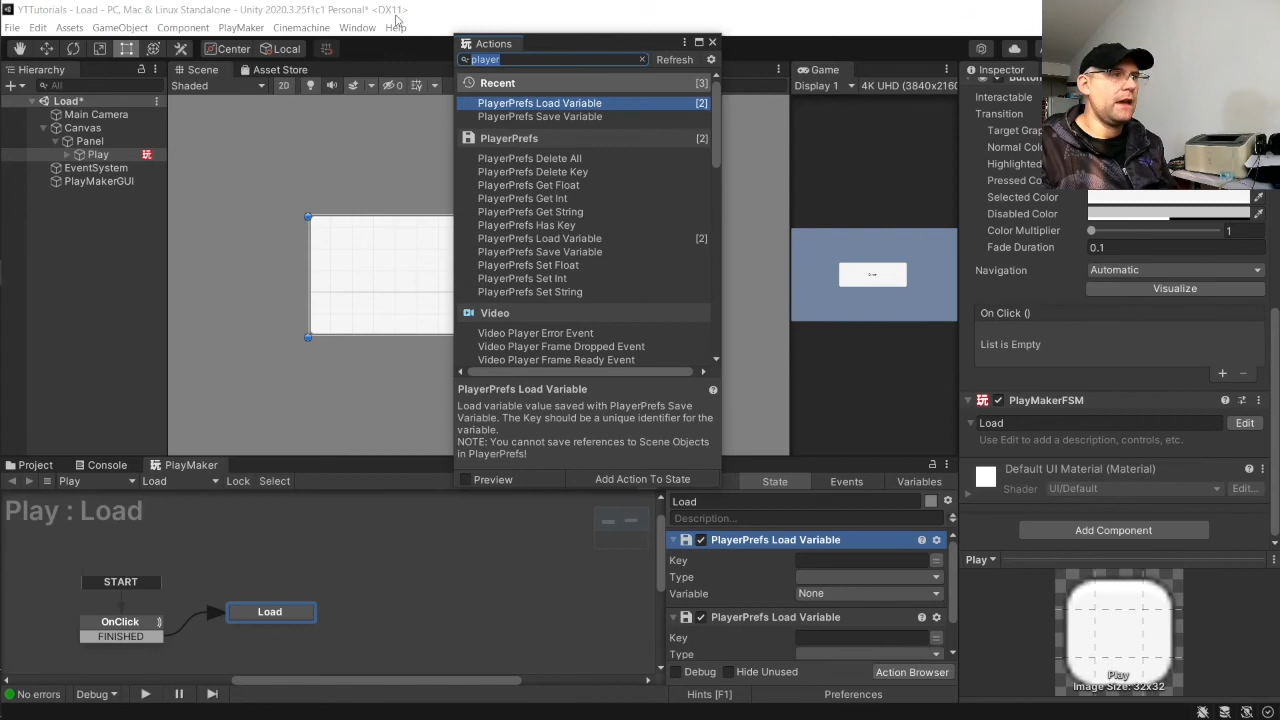 YTTutorials - Load - PC, Mac & Linux Standalone - Unity 2020.3.25f1c1 Personal* <DX11>
File Edit Assets GameObject Component PlayMaker Cinemachine Window Help
Center Local
Hierarchy
All
Load*
Main Camera
Canvas
Panel
Play
EventSystem
PlayMakerGUI
Scene Asset Store
Shaded 2D 0
Actions
player
Refresh
Recent [3]
PlayerPrefs Load Variable [2]
PlayerPrefs Save Variable
PlayerPrefs [2]
PlayerPrefs Delete All
PlayerPrefs Delete Key
PlayerPrefs Get Float
PlayerPrefs Get Int
PlayerPrefs Get String
PlayerPrefs Has Key
PlayerPrefs Load Variable [2]
PlayerPrefs Save Variable
PlayerPrefs Set Float
PlayerPrefs Set Int
PlayerPrefs Set String
Video
Video Player Error Event
Video Player Frame Dropped Event
Video Player Frame Ready Event
PlayerPrefs Load Variable
Load variable value saved with PlayerPrefs Save
Variable. The Key should be a unique identifier for the
variable.
NOTE: You cannot save references to Scene Objects
in PlayerPrefs!
Preview Add Action To State
Game
Display 1 4K UHD (3840x2160
Inspector
Button
Interactable
Transition
Target Grap
Normal Color
Highlighted
Pressed Co
Selected Color
Disabled Color
Color Multiplier 1
Fade Duration 0.1
Navigation Automatic
Visualize
On Click ()
List is Empty
PlayMakerFSM
Load Edit
Use Edit to add a description, controls, etc.
Default UI Material (Material)
Shader UI/Default Edit...
Add Component
Play
Play
Image Size: 32x32
Project Console PlayMaker
Play Load Lock Select
Play : Load
START
OnClick
FINISHED
Load
State Events Variables
Load
Description...
PlayerPrefs Load Variable
Key
Type
Variable None
PlayerPrefs Load Variable
Key
Type
Debug Hide Unused Action Browser
No errors Debug Hints [F1] Preferences